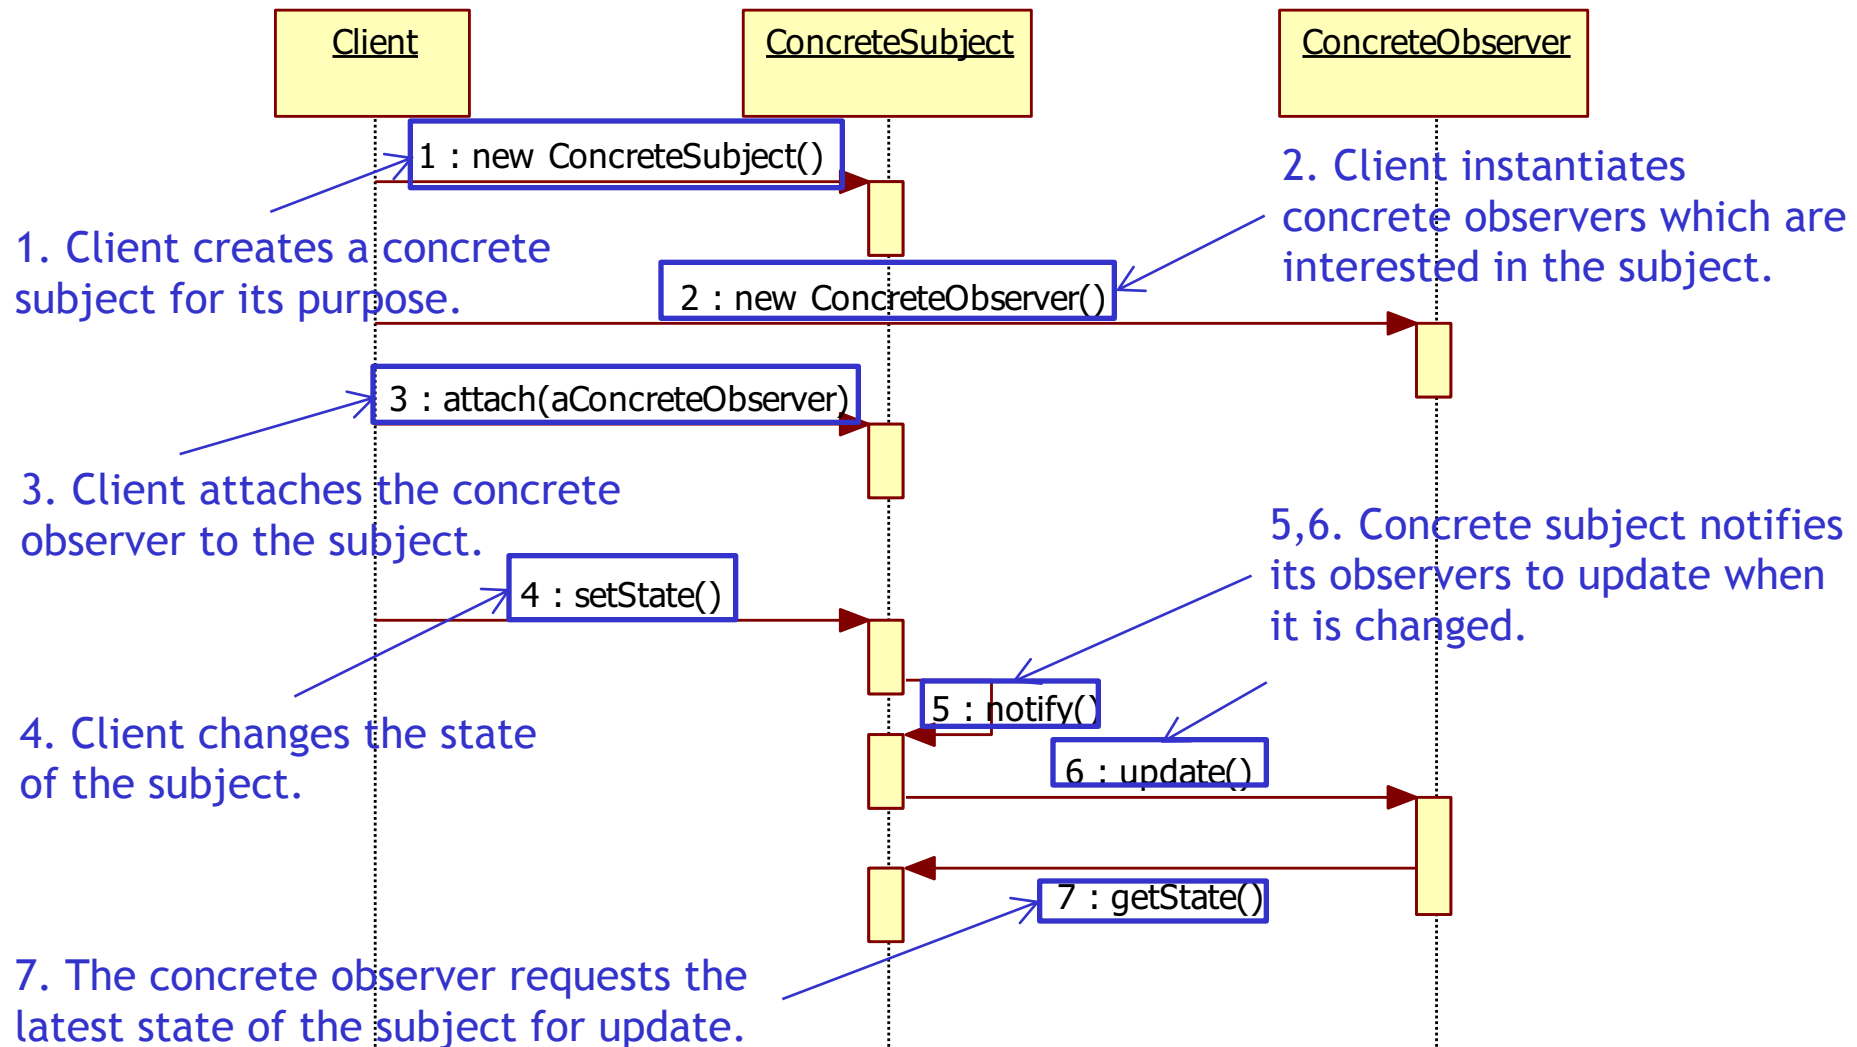 Client
ConcreteSubject
ConcreteObserver
1 : new ConcreteSubject()
2. Client instantiates
concrete observers which are
interested in the subject.
1. Client creates a concrete
subject for its purpose.
2 : new ConcreteObserver()
3 : attach(aConcreteObserver)
3. Client attaches the concrete
observer to the subject.
5,6. Concrete subject notifies
its observers to update when
it is changed.
4 : setState()
5 : notify()
4. Client changes the state
of the subject.
6 : update()
7 : getState()
7. The concrete observer requests the
latest state of the subject for update.